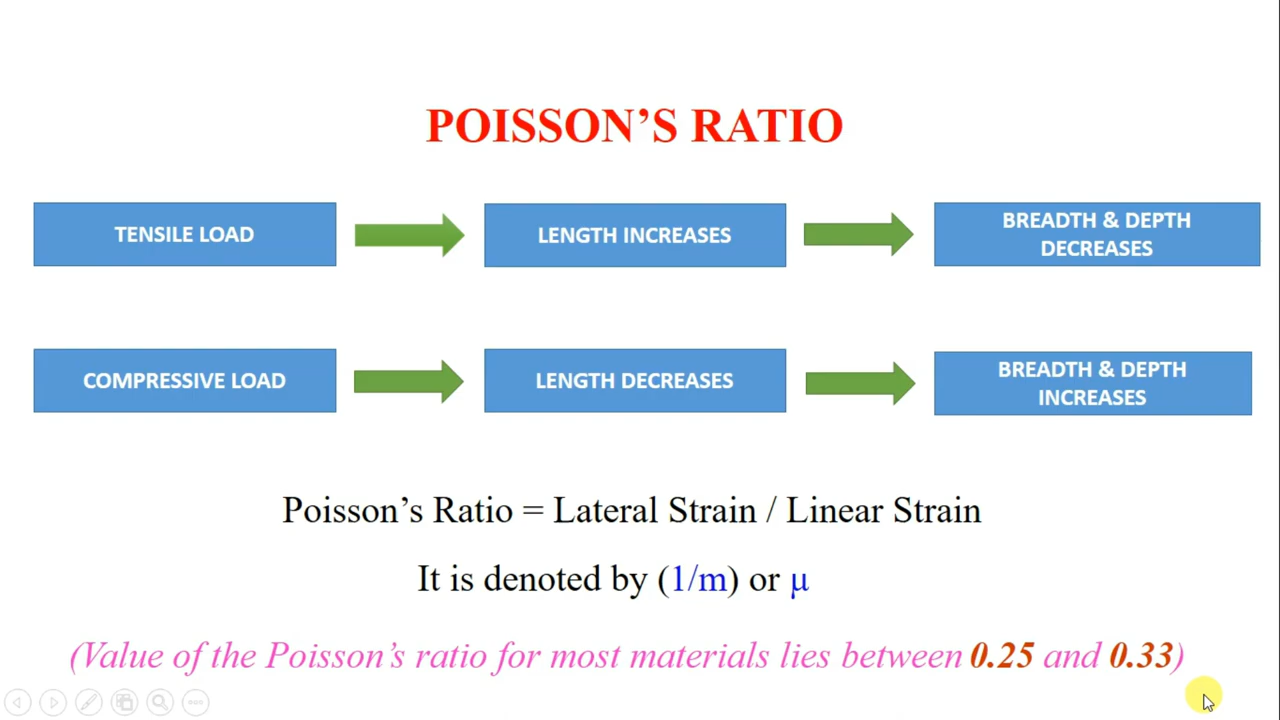 POISSON’S RATIO
TENSILE LOAD
LENGTH INCREASES
BREADTH & DEPTH
DECREASES
COMPRESSIVE LOAD
LENGTH DECREASES
BREADTH & DEPTH
INCREASES
Poisson’s Ratio = Lateral Strain / Linear Strain
It is denoted by (1/m) or μ
(Value of the Poisson’s ratio for most materials lies between 0.25 and 0.33)